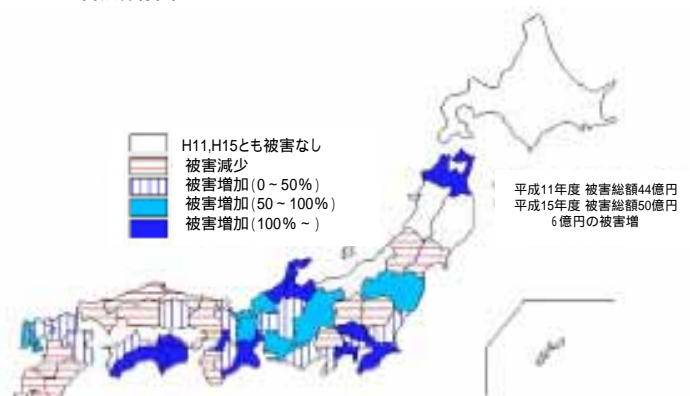 H11,H15とも被害なし
被害減少
被害増加(0~50%)
被害増加(50~100%)
被害増加(100%~)
平成11年度 被害総額44億円
平成15年度 被害総額50億円
6億円の被害増